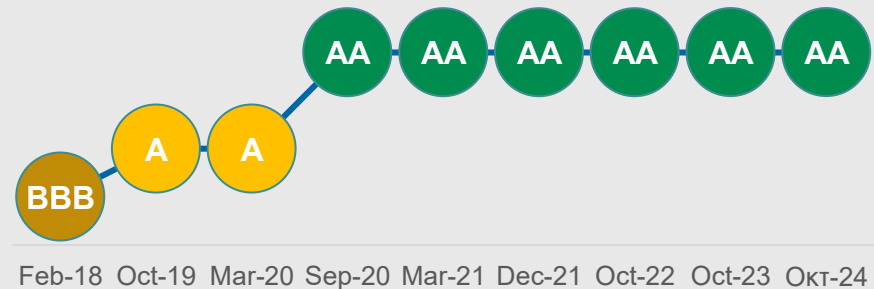 AA AA AA AA AA AA
A A
BBB
Feb-18 Oct-19 Mar-20 Sep-20 Mar-21 Dec-21 Oct-22 Oct-23 Окт-24